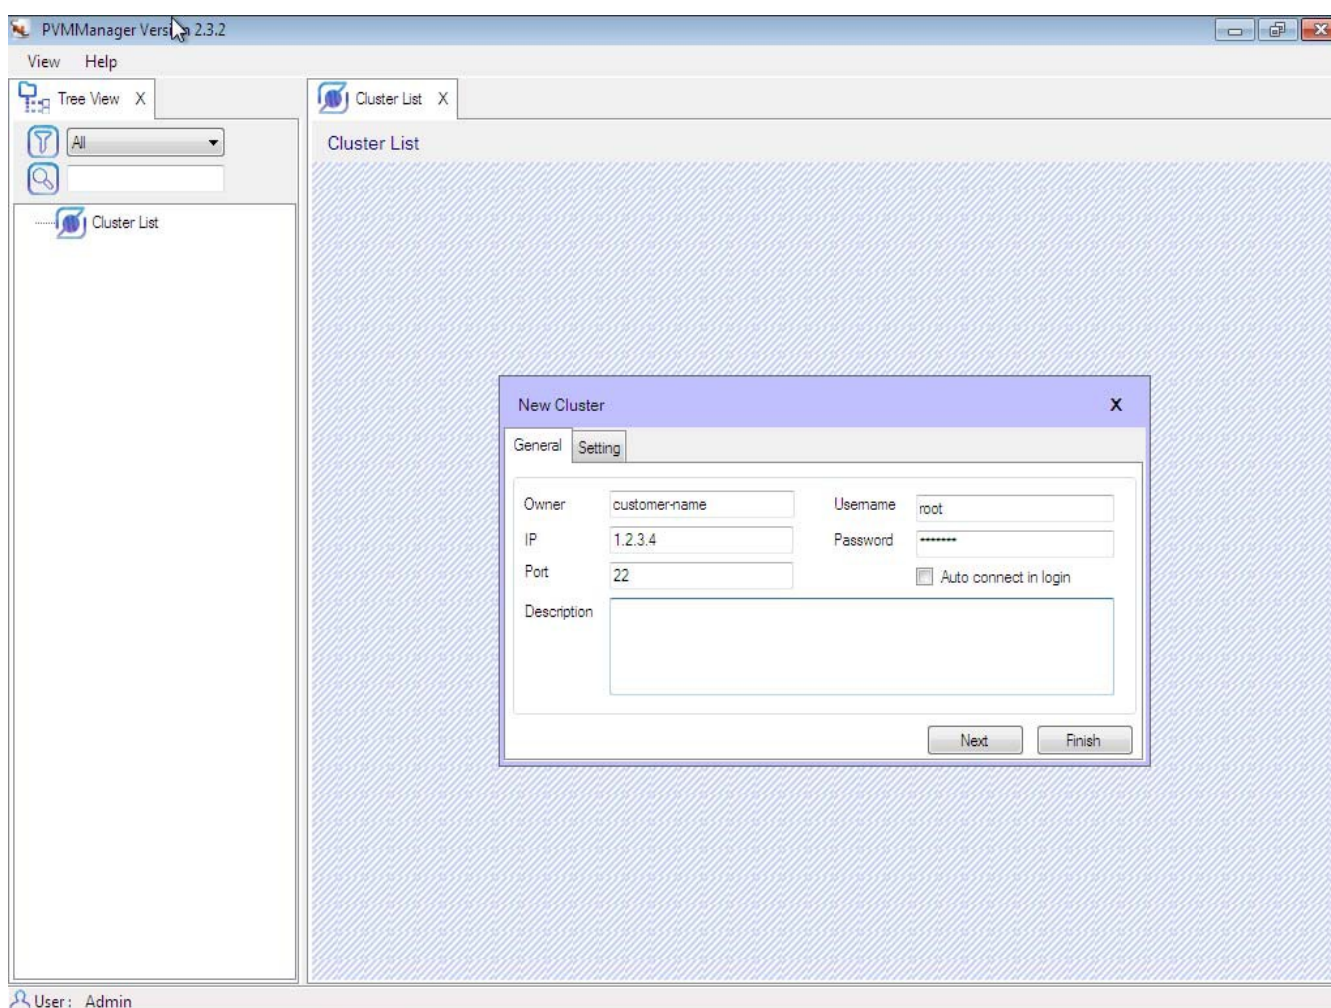 PVMManager Version 2.3.2
View Help
Tree View X
Cluster List X
All
Cluster List
Cluster List
New Cluster X
General Setting
Owner customer-name Username root
IP 1.2.3.4 Password
Port 22 Auto connect in login
Description
Next Finish
User: Admin